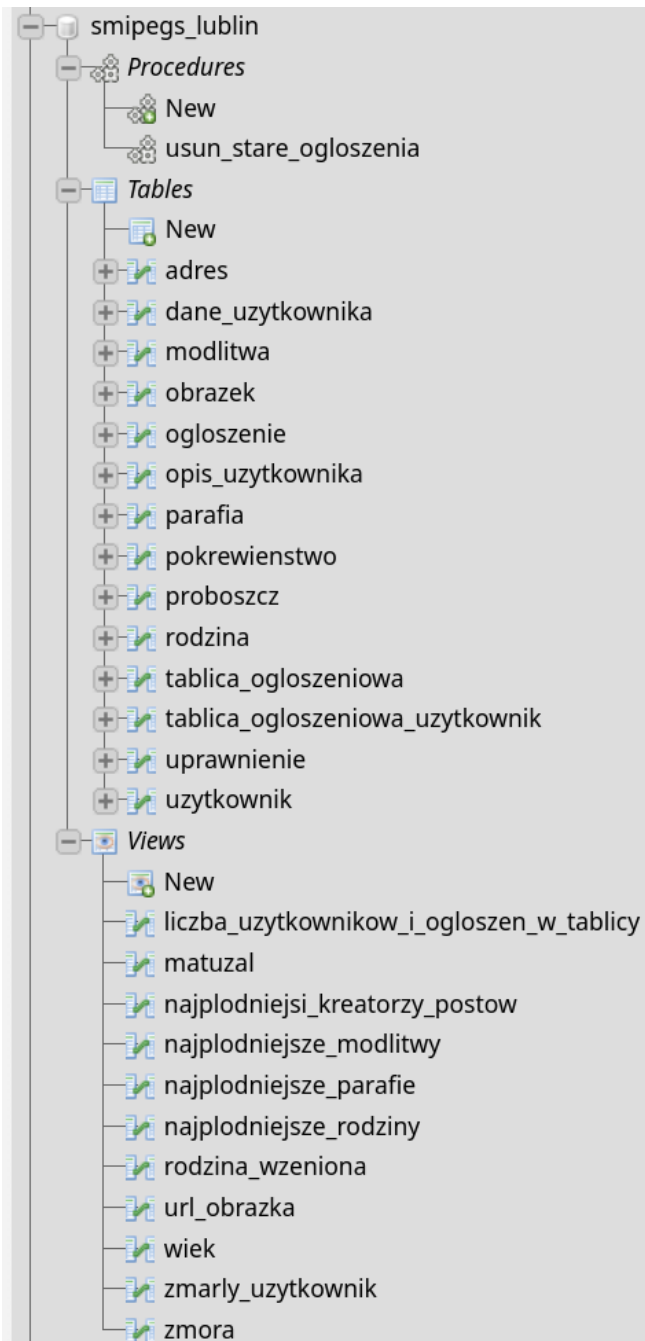 smipegs_lublin
Procedures
New
usun_stare_ogloszenia
Tables
New
adres
dane_uzytkownika
modlitwa
obrazek
ogloszenie
opis_uzytkownika
parafia
pokrewienstwo
proboszcz
rodzina
tablica_ogloszeniowa
tablica_ogloszeniowa_uzytkownik
uprawnienie
uzytkownik
Views
New
liczba_uzytkownikow_i_ogloszen_w_tablicy
matuzal
najplodniejsi_kreatorzy_postow
najplodniejsze_modlitwy
najplodniejsze_parafie
najplodniejsze_rodziny
rodzina_wzeniona
url_obrazka
wiek
zmarly_uzytkownik
zmora